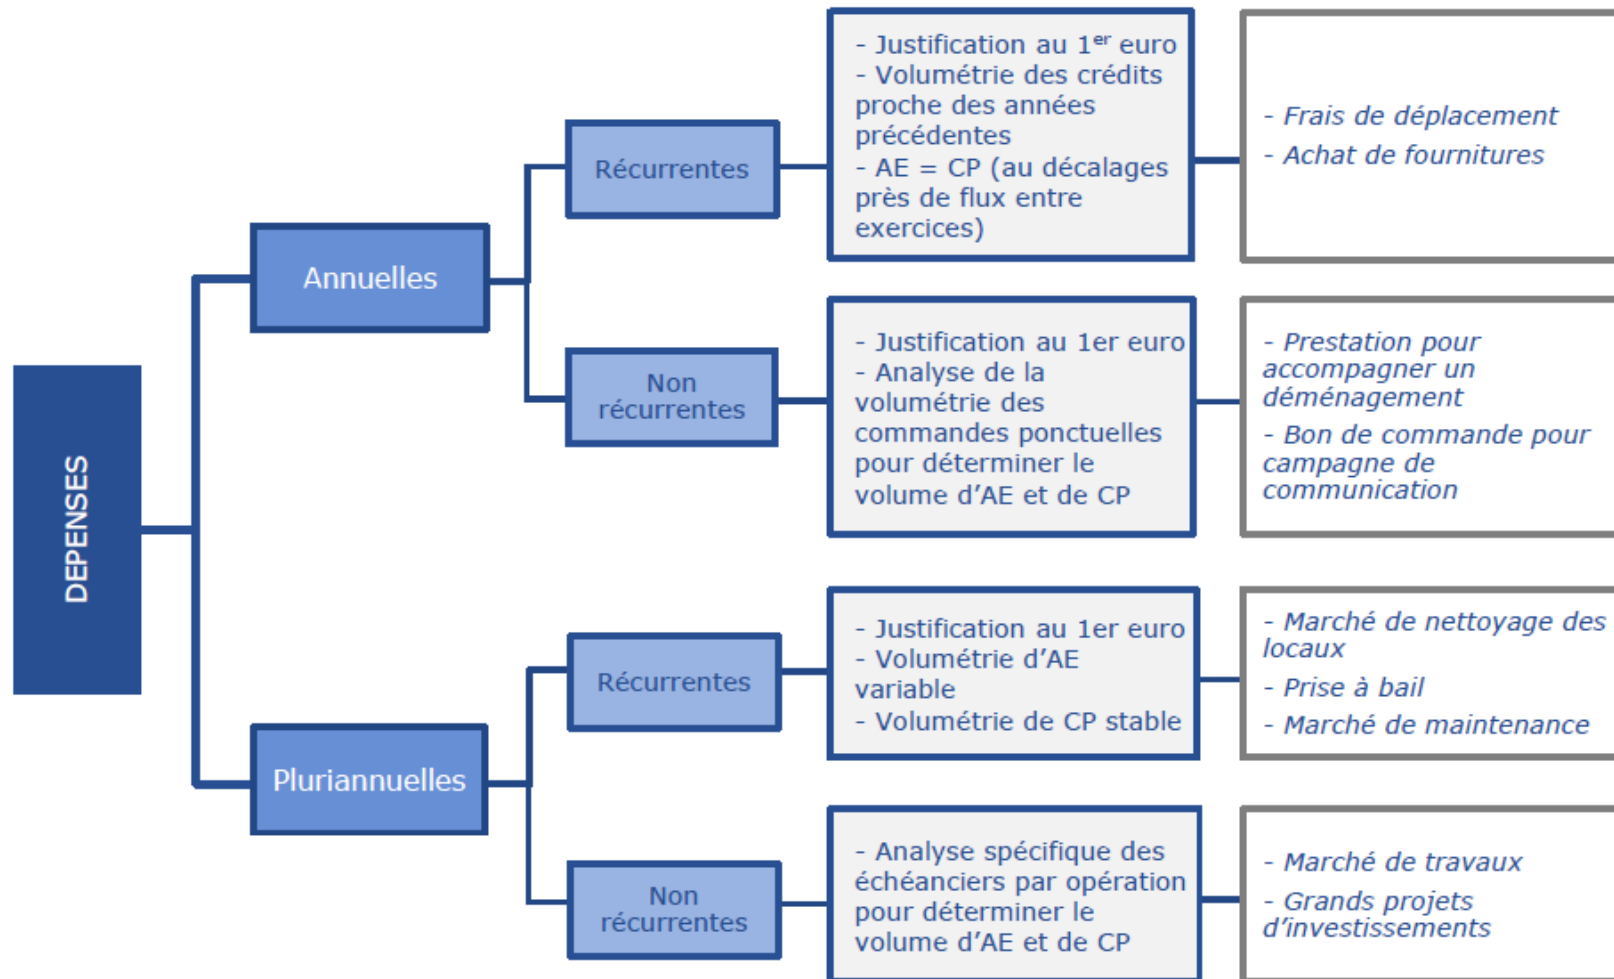 DEPENSES
Annuelles
Récurrentes
- Justification au 1er euro
- Volumétrie des crédits
proche des années
précédentes
- AE = CP (au décalages
près de flux entre
exercices)
- Frais de déplacement
- Achat de fournitures
Non
récurrentes
- Justification au 1er euro
- Analyse de la
volumétrie des
commandes ponctuelles
pour déterminer le
volume d’AE et de CP
- Prestation pour
accompagner un
déménagement
- Bon de commande pour
campagne de
communication
Pluriannuelles
Récurrentes
- Justification au 1er euro
- Volumétrie d’AE
variable
- Volumétrie de CP stable
- Marché de nettoyage des
locaux
- Prise à bail
- Marché de maintenance
Non
récurrentes
- Analyse spécifique des
échéanciers par opération
pour déterminer le
volume d’AE et de CP
- Marché de travaux
- Grands projets
d’investissements